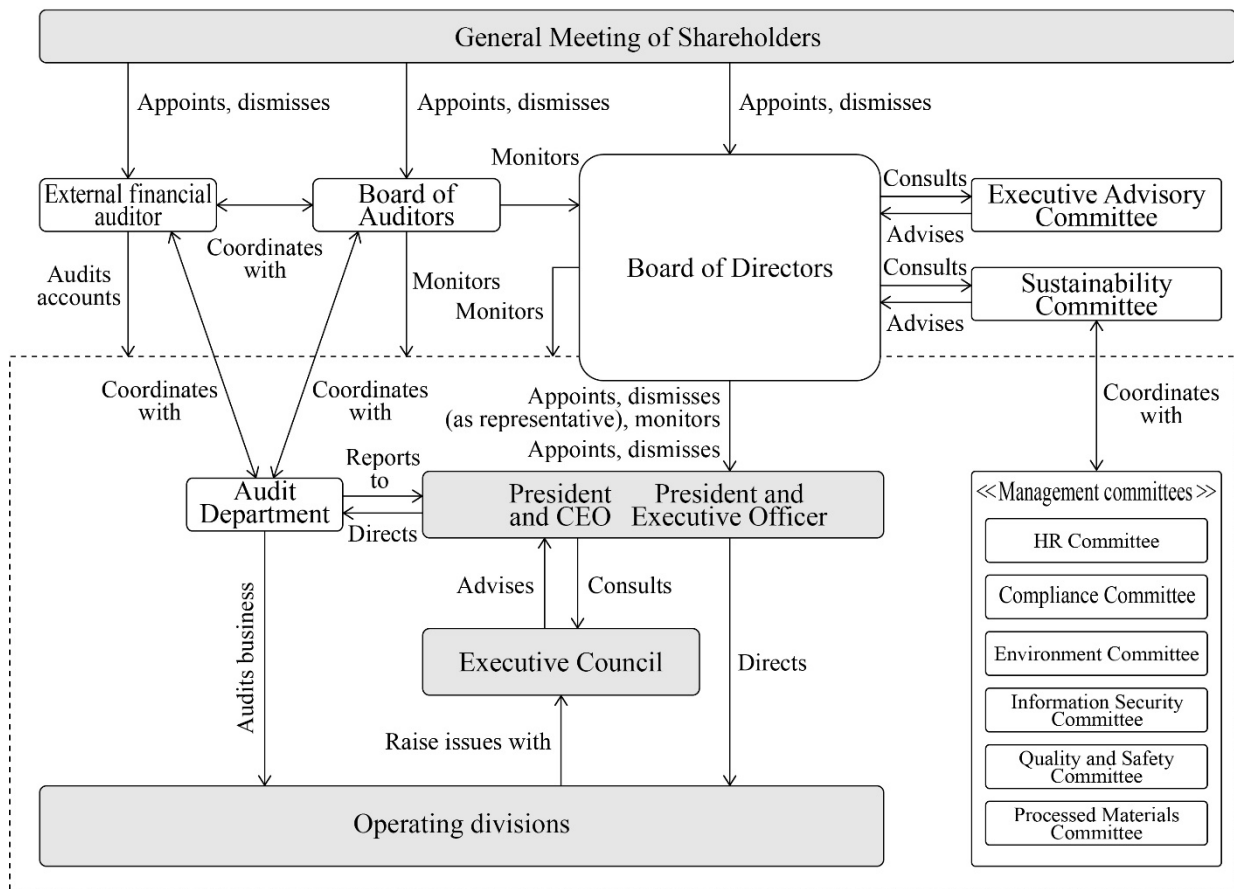 General Meeting of Shareholders
Appoints, dismisses
Appoints, dismisses
Appoints, dismisses
Monitors
External financial
auditor
Board of
Auditors
Coordinates
with
Audits
accounts
Monitors
Monitors
Board of Directors
Consults
Advises
Executive Advisory
Committee
Consults
Advises
Sustainability
Committee
Coordinates
with
Coordinates
with
Appoints, dismisses
(as representative), monitors
Appoints, dismisses
Coordinates
with
Audit
Department
Reports
to
Directs
President
and CEO
President and
Executive Officer
Advises
Consults
Executive Council
Directs
Audits business
Raise issues with
Operating divisions
<<Management committees>>
HR Committee
Compliance Committee
Environment Committee
Information Security
Committee
Quality and Safety
Committee
Processed Materials
Committee